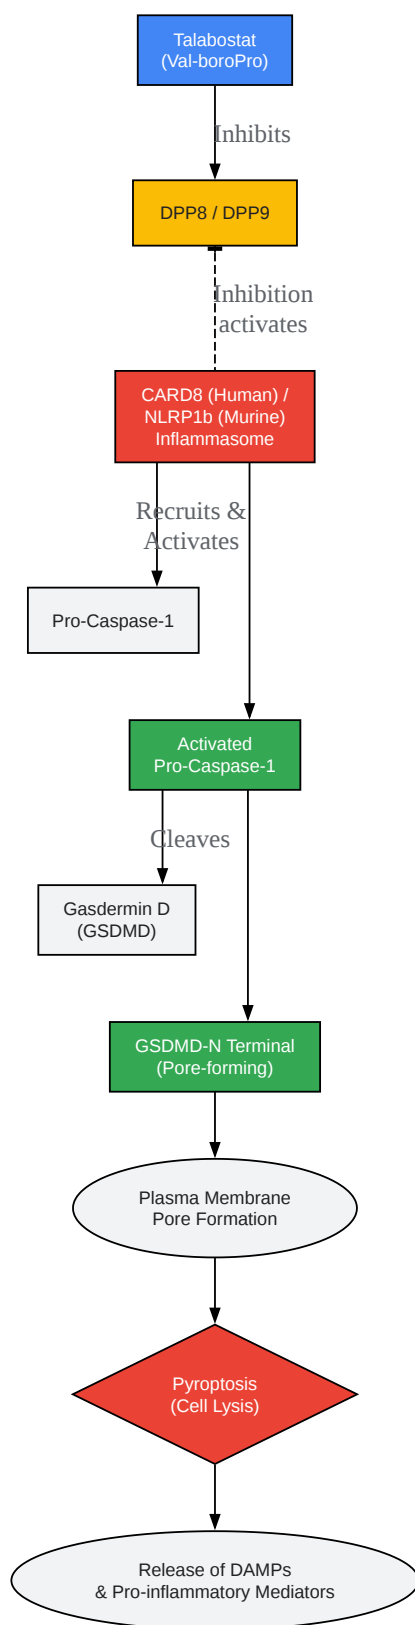 Talabostat
(Val-boroPro)
Inhibits
DPP8 / DPP9
Inhibition
activates
CARD8 (Human) /
NLRP1b (Murine)
Inflammasome
Recruits &
Activates
Pro-Caspase-1
Activated
Pro-Caspase-1
Cleaves
Gasdermin D
(GSDMD)
GSDMD-N Terminal
(Pore-forming)
Plasma Membrane
Pore Formation
Pyroptosis
(Cell Lysis)
Release of DAMPs
& Pro-inflammatory Mediators